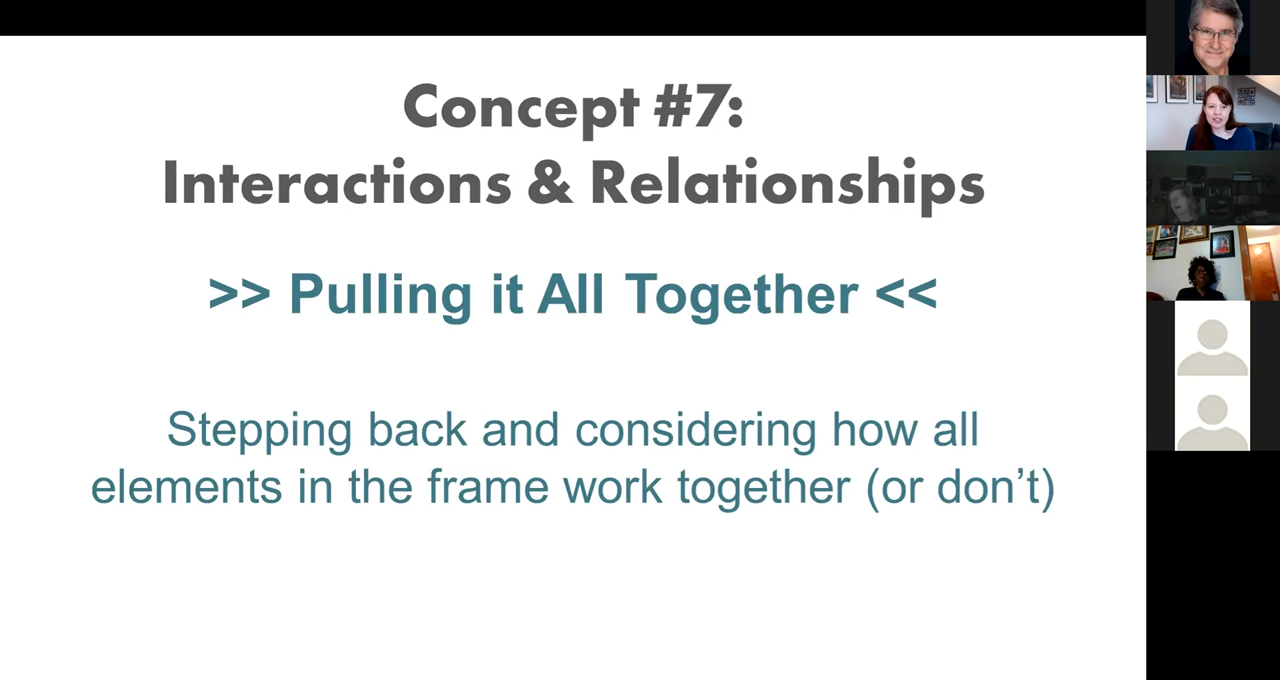 Concept #7:
Interactions & Relationships
>> Pulling it All Together <<
Stepping back and considering how all
elements in the frame work together (or don’t)